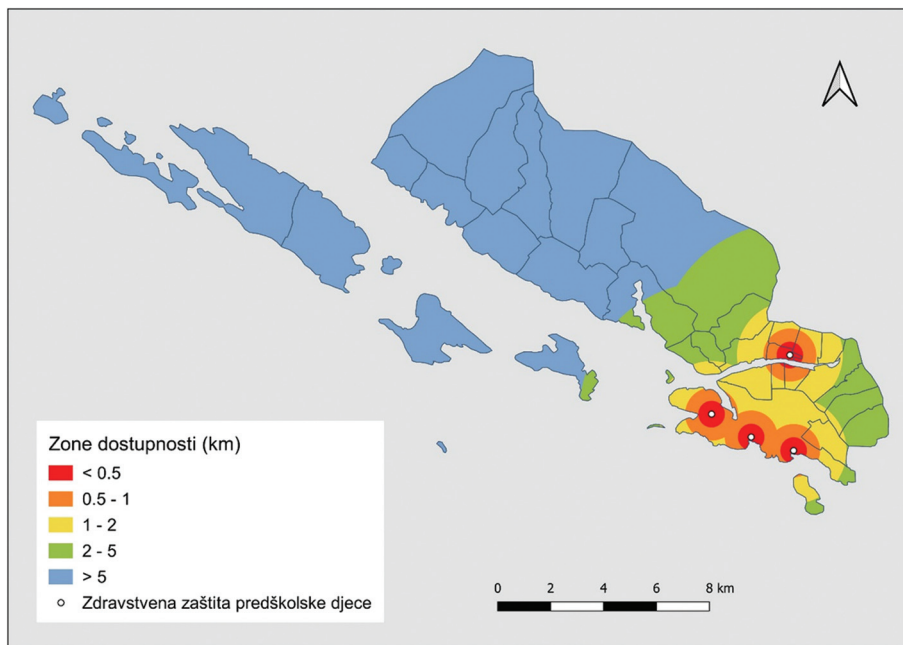 Zone dostupnosti (km)
< 0.5
0.5 - 1
1 - 2
2 - 5
> 5
Zdravstvena zaštita predškolske djece
0 2 4 6 8 km